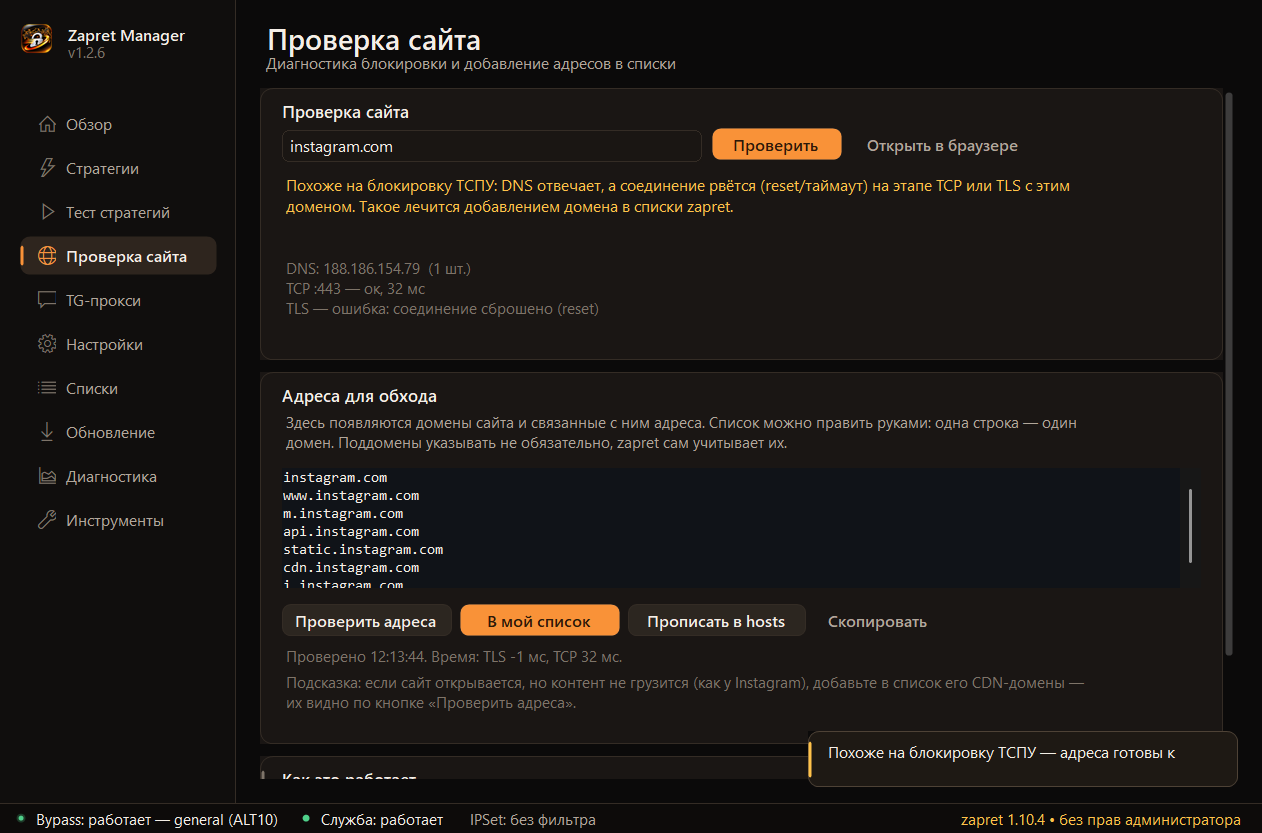 Zapret Manager
v1.2.6
Обзор
Стратегии
Тест стратегий
Проверка сайта
TG-прокси
Настройки
Списки
Обновление
Диагностика
Инструменты
Проверка сайта
Диагностика блокировки и добавление адресов в списки
Проверка сайта
instagram.com
Проверить
Открыть в браузере
Похоже на блокировку ТСПУ: DNS отвечает, а соединение рвётся (reset/таймаут) на этапе TCP или TLS с этим
доменом. Такое лечится добавлением домена в списки zapret.
DNS: 188.186.154.79 (1 шт.)
TCP :443 — ок, 32 мс
TLS — ошибка: соединение сброшено (reset)
Адреса для обхода
Здесь появляются домены сайта и связанные с ним адреса. Список можно править руками: одна строка — один
домен. Поддомены указывать не обязательно, zapret сам учитывает их.
instagram.com
www.instagram.com
m.instagram.com
api.instagram.com
static.instagram.com
cdn.instagram.com
i.instagram.com
Проверить адреса
В мой список
Прописать в hosts
Скопировать
Проверено 12:13:44. Время: TLS -1 мс, TCP 32 мс.
Подсказка: если сайт открывается, но контент не грузится (как у Instagram), добавьте в список его CDN-домены —
их видно по кнопке «Проверить адреса».
Как это работает
Похоже на блокировку ТСПУ — адреса готовы к
Bypass: работает — general (ALT10)
Служба: работает
IPSet: без фильтра
zapret 1.10.4 • без прав администратора